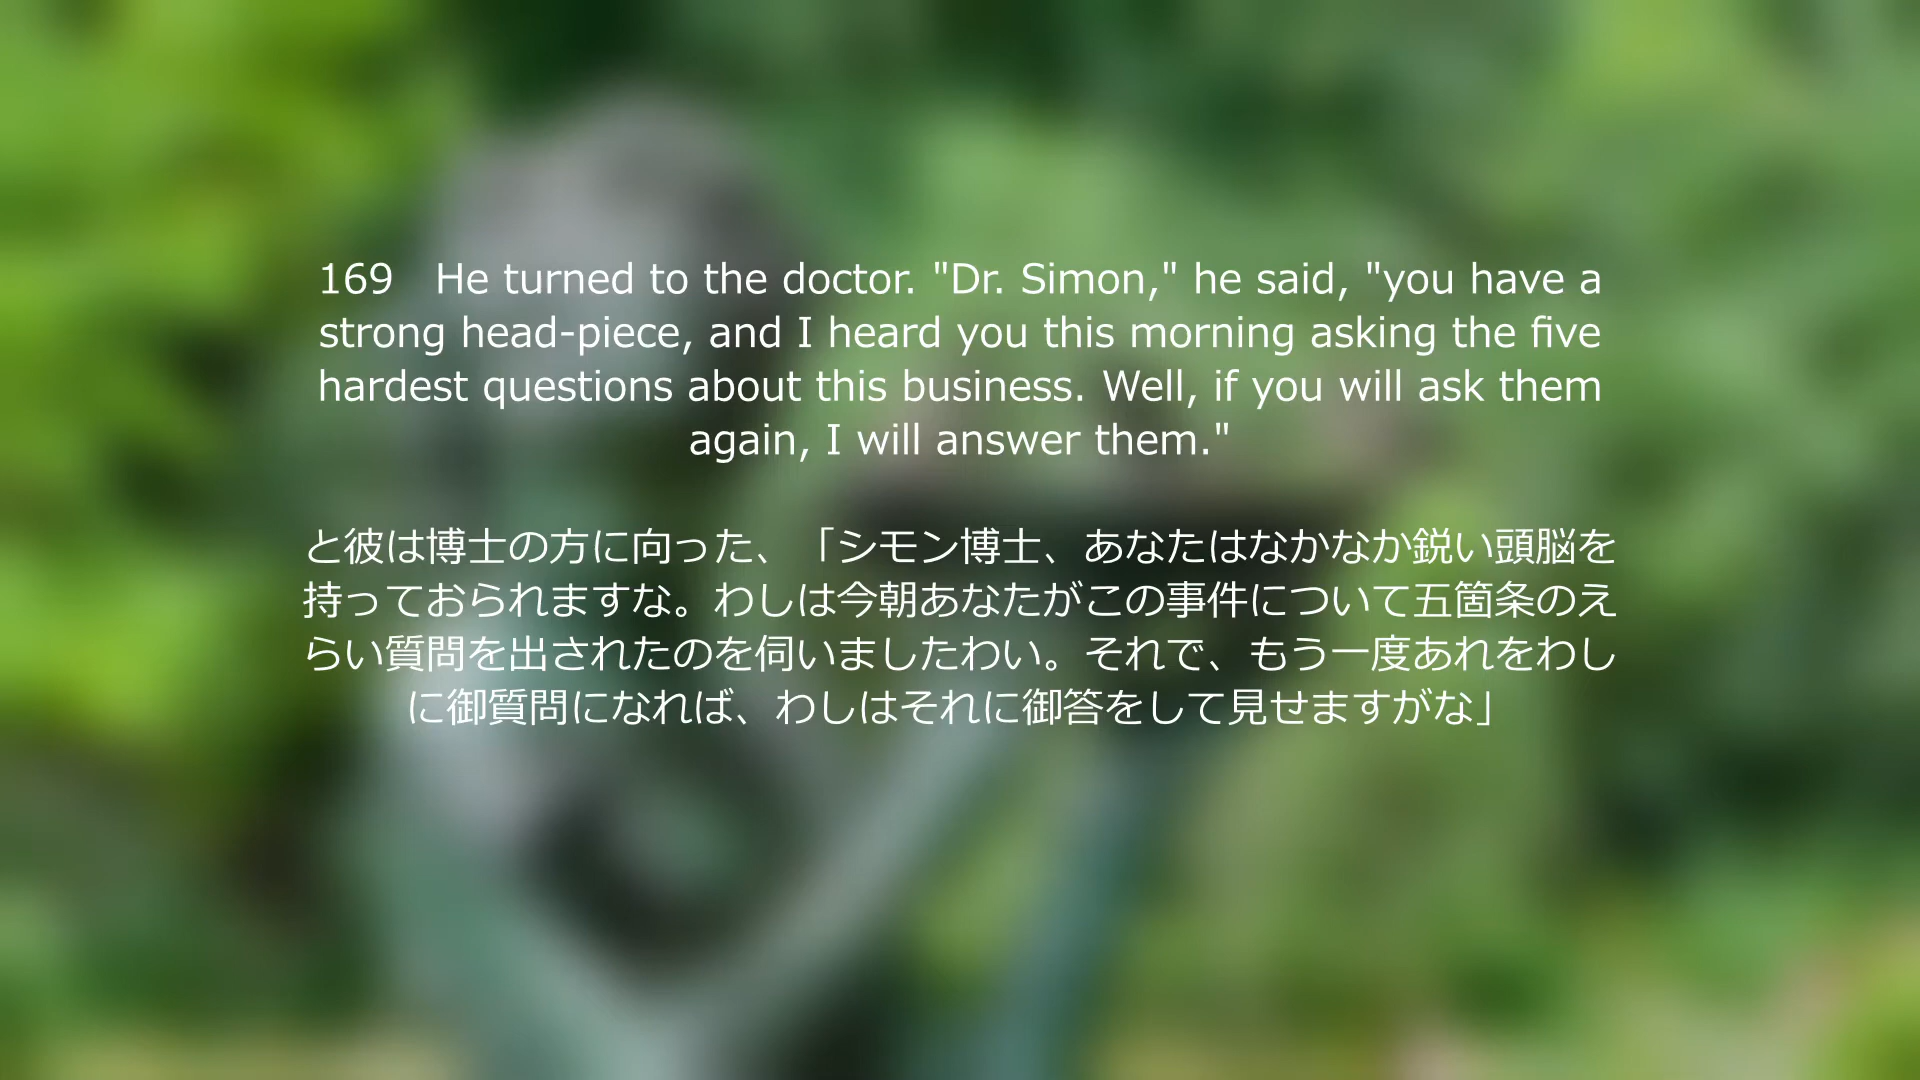 169　He turned to the doctor. "Dr. Simon," he said, "you have a
strong head-piece, and I heard you this morning asking the five
hardest questions about this business. Well, if you will ask them
again, I will answer them."
と彼は博士の方に向った、「シモン博士、あなたはなかなか鋭い頭脳を
持っておられますな。わしは今朝あなたがこの事件について五箇条のえ
らい質問を出されたのを伺いましたわい。それで、もう一度あれをわし
に御質問になれば、わしはそれに御答をして見せますがな」